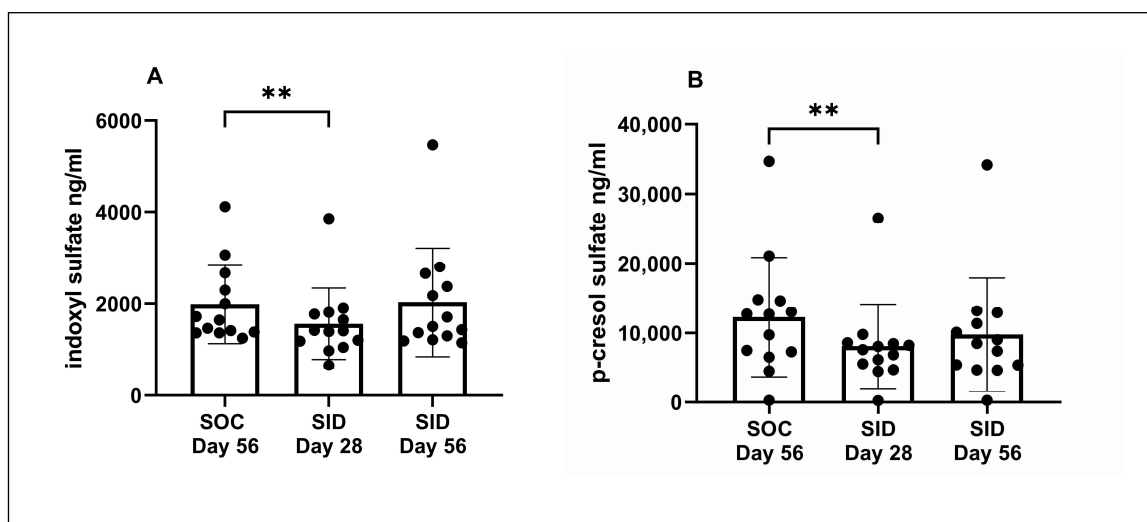 A
**
indoxyl sulfate ng/ml
6000
4000
2000
0
SOC
Day 56
SID
Day 28
SID
Day 56
B
**
p-cresol sulfate ng/ml
40,000
30,000
20,000
10,000
0
SOC
Day 56
SID
Day 28
SID
Day 56